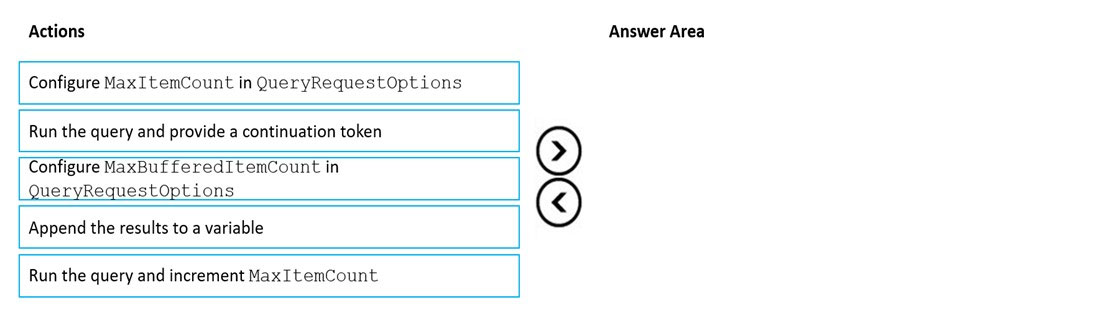 Actions
Answer Area
Configure MaxItemCount in QueryRequestOptions
Run the query and provide a continuation token
Configure MaxBufferedItemCount in
QueryRequestOptions
Append the results to a variable
Run the query and increment MaxItemCount